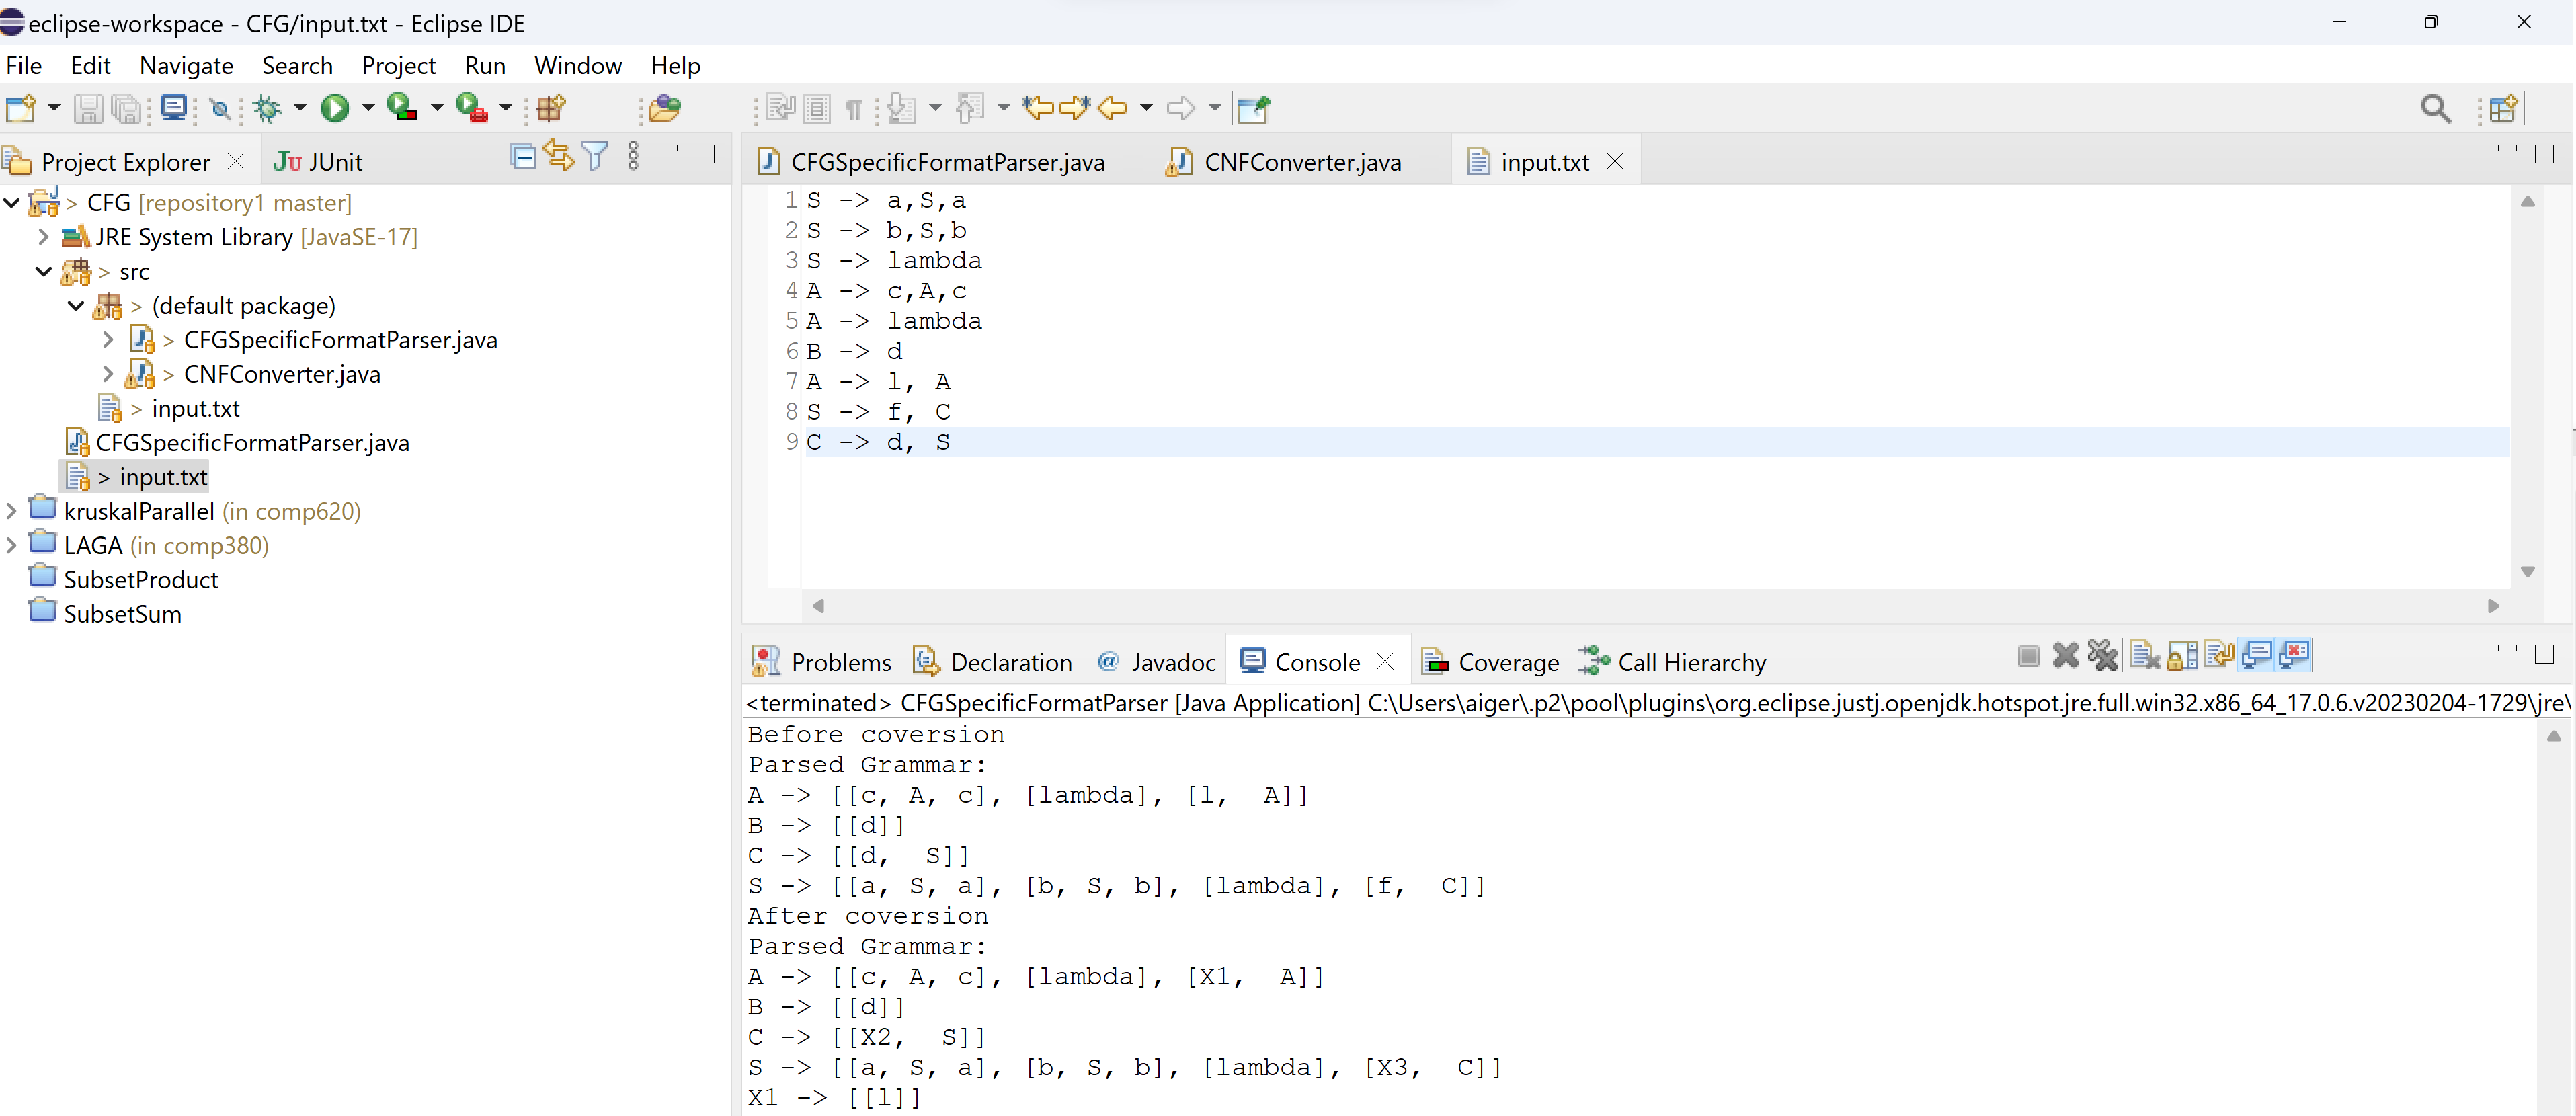 eclipse-workspace - CFG/input.txt - Eclipse IDE
File Edit Navigate Search Project Run Window Help
Project Explorer JUnit
CFGSpecificFormatParser.java CNFConverter.java input.txt
> CFG [repository1 master]
JRE System Library [JavaSE-17]
> src
> (default package)
> CFGSpecificFormatParser.java
> CNFConverter.java
> input.txt
CFGSpecificFormatParser.java
> input.txt
kruskalParallel (in comp620)
LAGA (in comp380)
SubsetProduct
SubsetSum
1 S -> a,S,a
2 S -> b,S,b
3 S -> lambda
4 A -> c,A,c
5 A -> lambda
6 B -> d
7 A -> l, A
8 S -> f, C
9 C -> d, S
Problems Declaration Javadoc Console Coverage Call Hierarchy
<terminated> CFGSpecificFormatParser [Java Application] C:\Users\aiger\.p2\pool\plugins\org.eclipse.justj.openjdk.hotspot.jre.full.win32.x86_64_17.0.6.v20230204-1729\jre\
Before coversion
Parsed Grammar:
A -> [[c, A, c], [lambda], [l,  A]]
B -> [[d]]
C -> [[d,  S]]
S -> [[a, S, a], [b, S, b], [lambda], [f,  C]]
After coversion
Parsed Grammar:
A -> [[c, A, c], [lambda], [X1,  A]]
B -> [[d]]
C -> [[X2,  S]]
S -> [[a, S, a], [b, S, b], [lambda], [X3,  C]]
X1 -> [[l]]